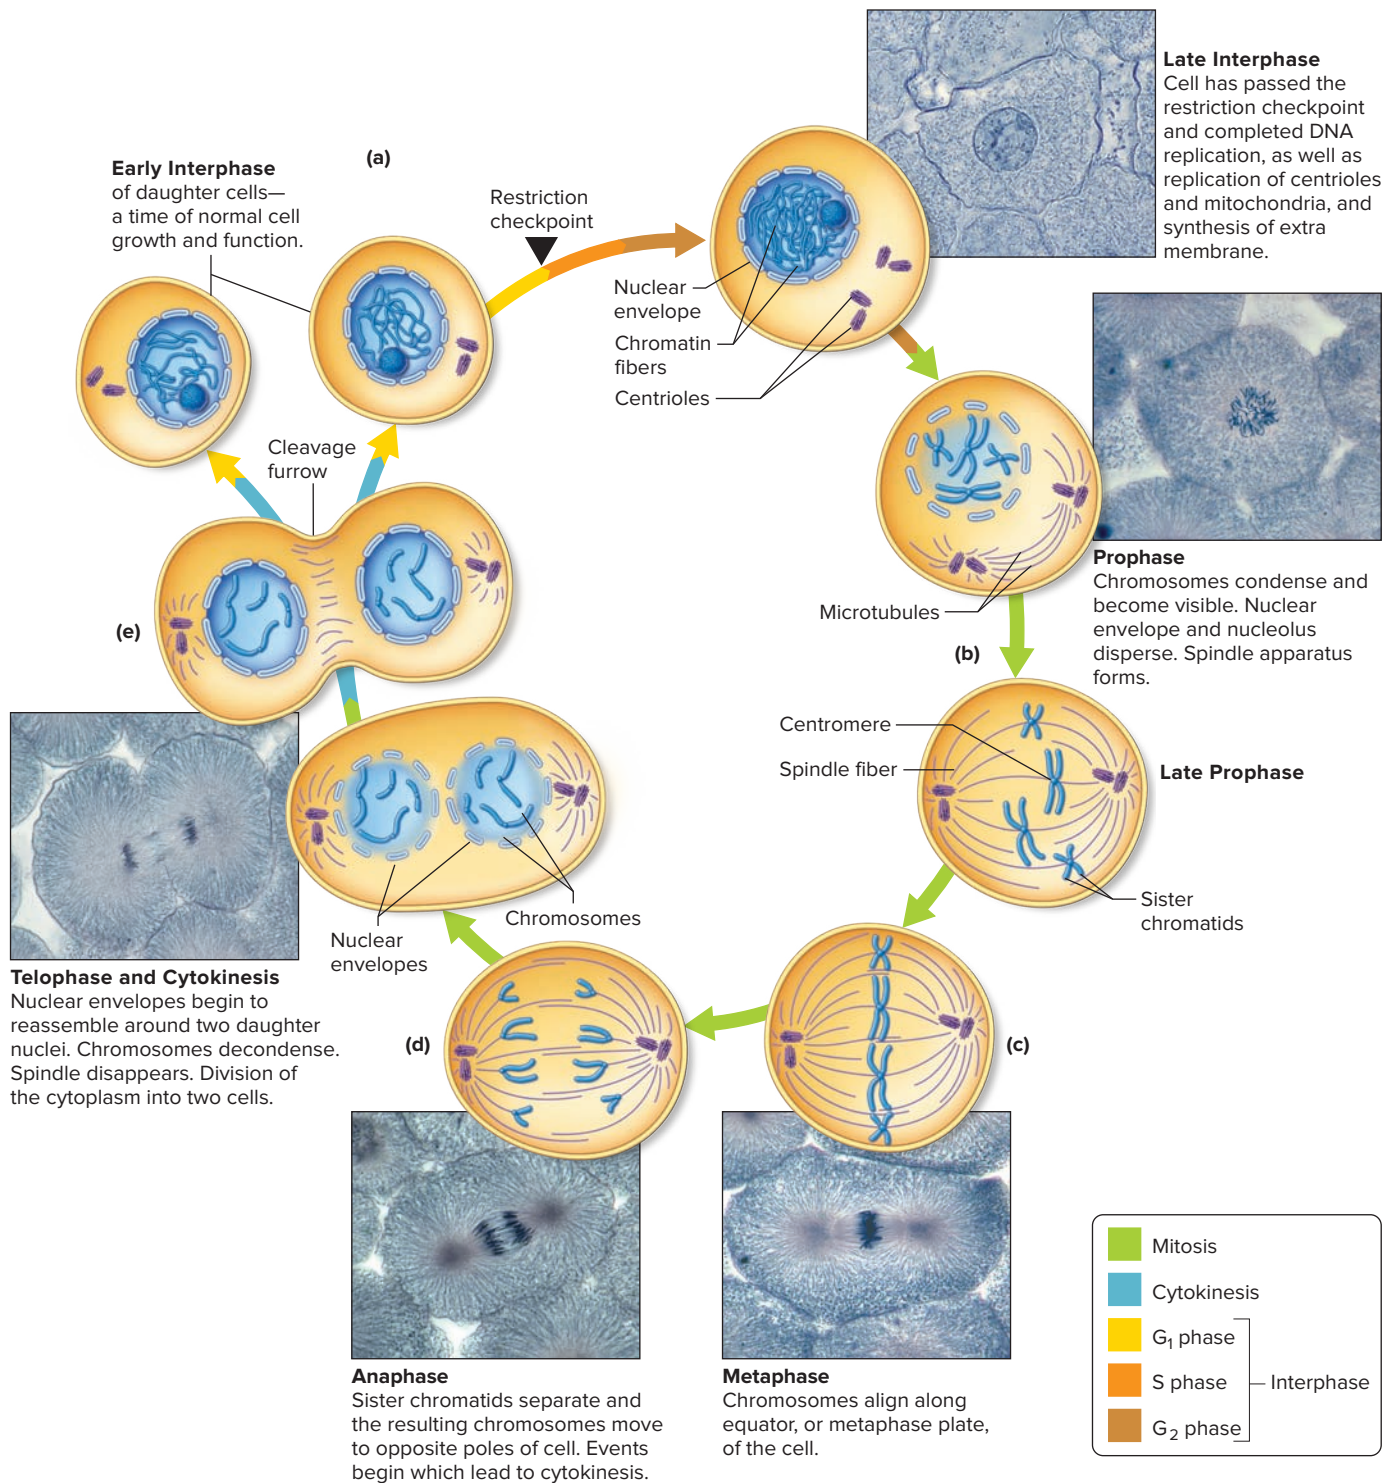 Late Interphase
Cell has passed the
restriction checkpoint
and completed DNA
replication, as well as
replication of centrioles
and mitochondria, and
synthesis of extra
membrane.
(a)
Early Interphase
of daughter cells—
a time of normal cell
growth and function.
Restriction
checkpoint
Nuclear
envelope
Chromatin
fibers
Centrioles
Cleavage
furrow
Prophase
Chromosomes condense and
become visible. Nuclear
envelope and nucleolus
disperse. Spindle apparatus
forms.
Microtubules
(b)
(e)
Centromere
Spindle fiber
Late Prophase
Sister
chromatids
Chromosomes
Nuclear
envelopes
Telophase and Cytokinesis
Nuclear envelopes begin to
reassemble around two daughter
nuclei. Chromosomes decondense.
Spindle disappears. Division of
the cytoplasm into two cells.
(d)
(c)
Anaphase
Sister chromatids separate and
the resulting chromosomes move
to opposite poles of cell. Events
begin which lead to cytokinesis.
Metaphase
Chromosomes align along
equator, or metaphase plate,
of the cell.
Mitosis
Cytokinesis
G1 phase
S phase
G2 phase
Interphase